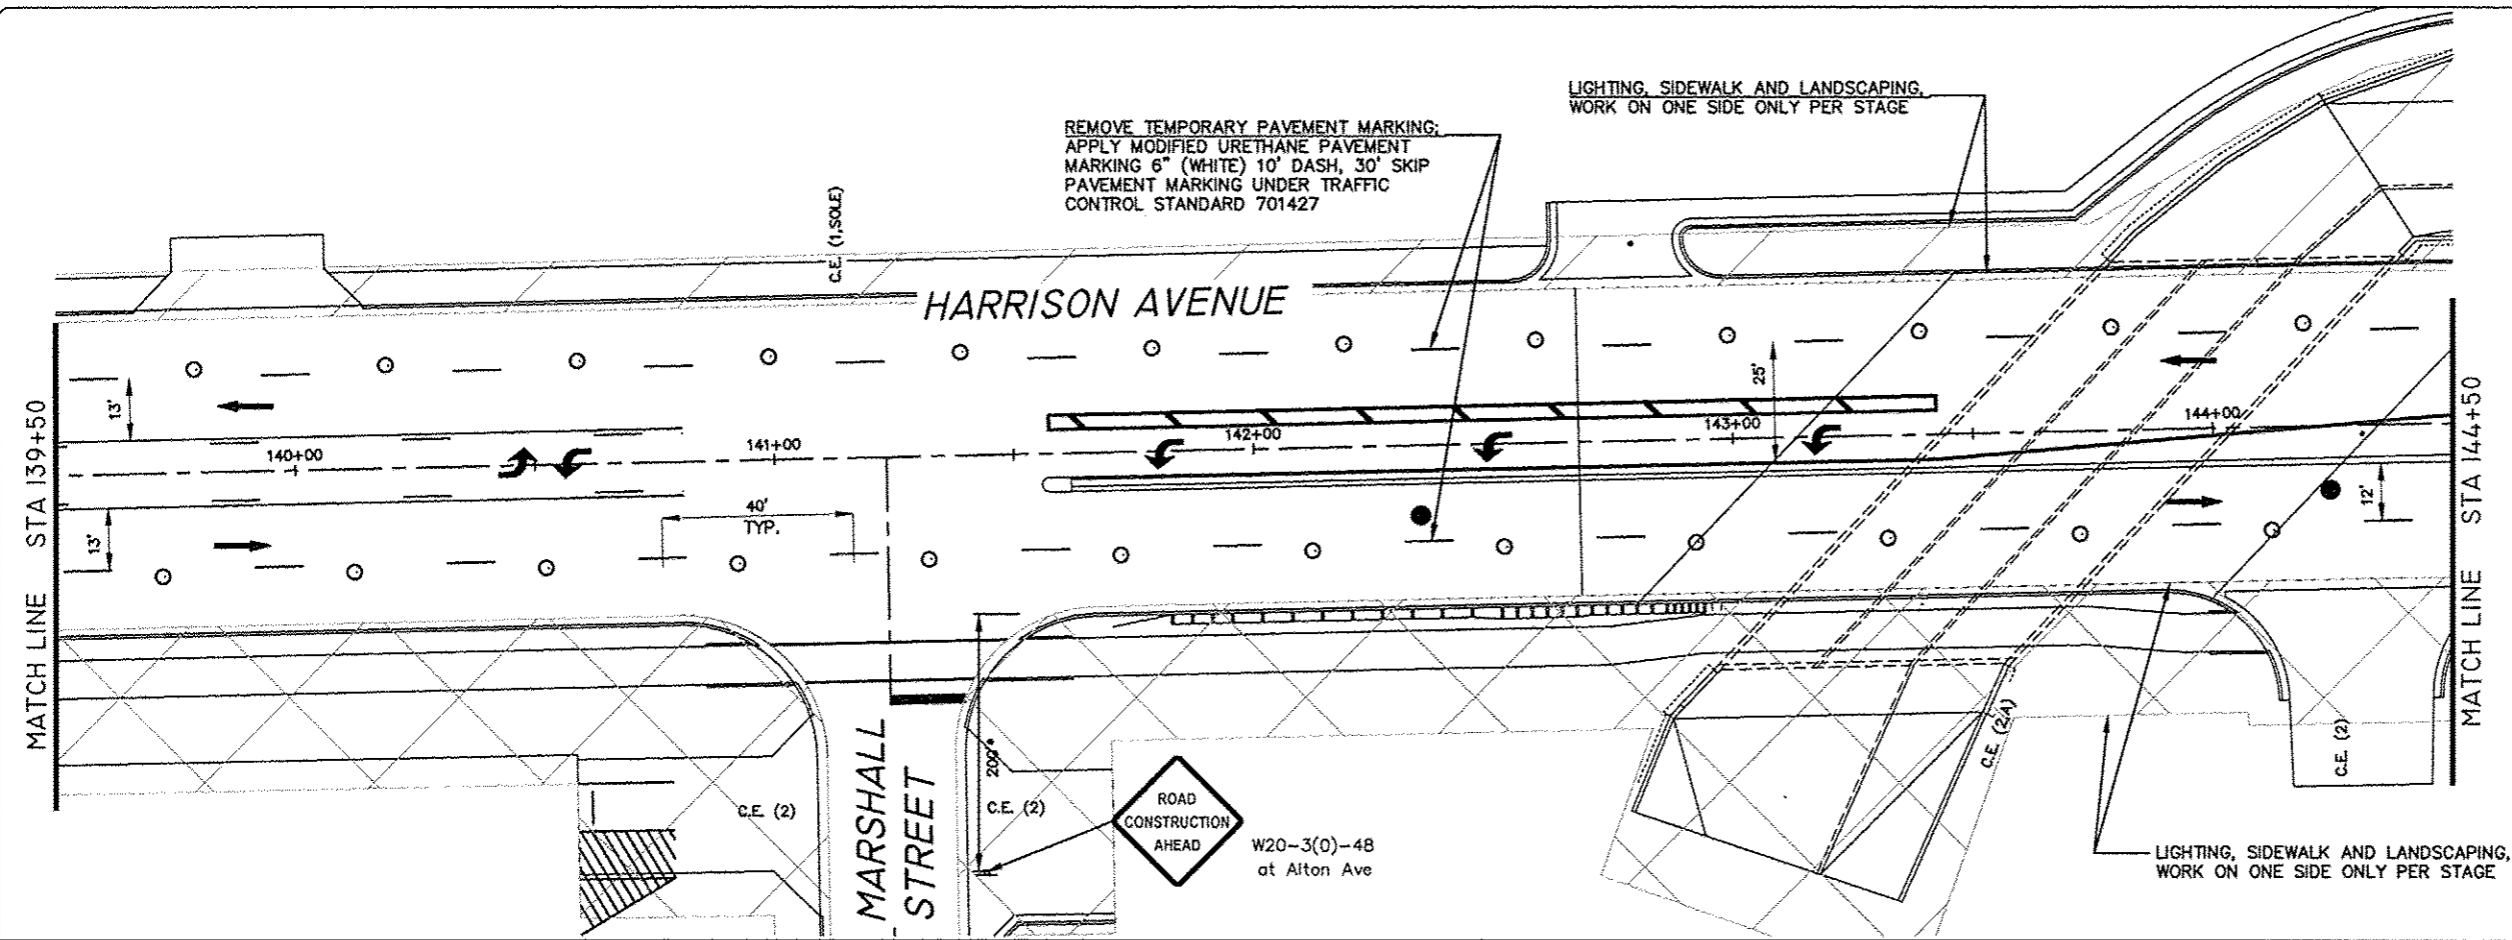 LIGHTING, SIDEWALK AND LANDSCAPING,
WORK ON ONE SIDE ONLY PER STAGE
REMOVE TEMPORARY PAVEMENT MARKING;
APPLY MODIFIED URETHANE PAVEMENT
MARKING 6" (WHITE) 10' DASH, 30' SKIP
PAVEMENT MARKING UNDER TRAFFIC
CONTROL STANDARD 701427
C.E. (1,SOLE)
HARRISON AVENUE
MATCH LINE STA 139+50
13'
13'
140+00
141+00
142+00
143+00
144+00
25'
12'
40'
TYP.
MATCH LINE STA 144+50
MARSHALL
STREET
200'*
C.E. (2)
C.E. (2)
C.E. (2A)
C.E. (2)
ROAD
CONSTRUCTION
AHEAD
W20-3(0)-48
at Alton Ave
LIGHTING, SIDEWALK AND LANDSCAPING,
WORK ON ONE SIDE ONLY PER STAGE